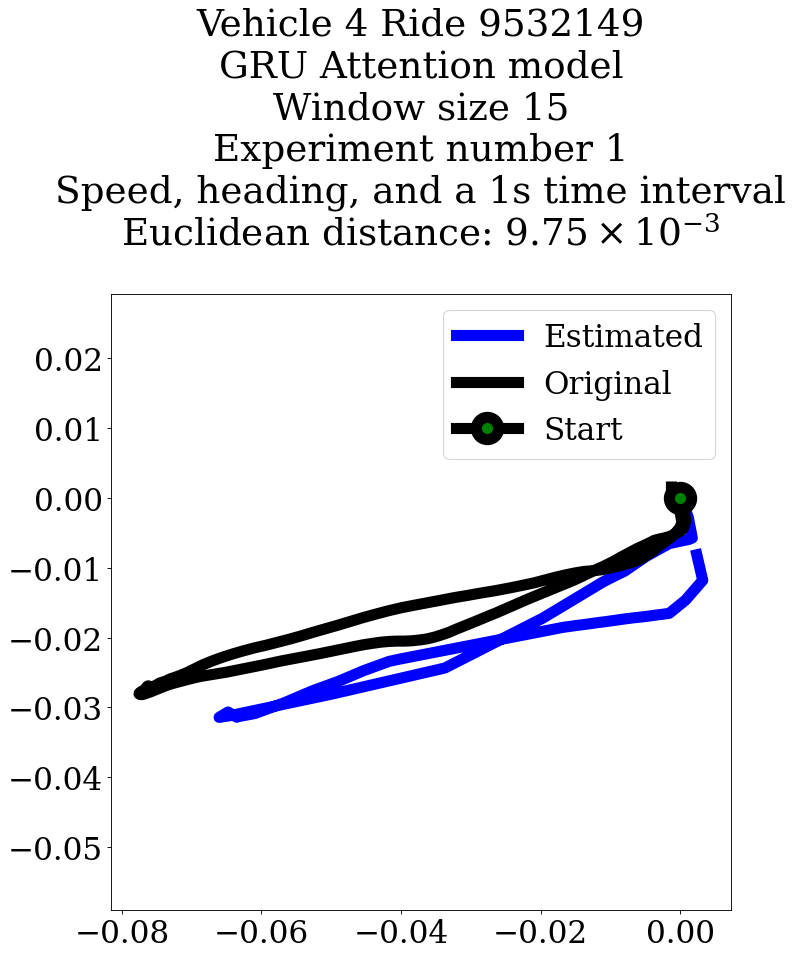 Vehicle 4 Ride 9532149
GRU Attention model
Window size 15
Experiment number 1
Speed, heading, and a 1s time interval
Euclidean distance: 9.75 × 10⁻³
Estimated
Original
Start
0.02
0.01
0.00
−0.01
−0.02
−0.03
−0.04
−0.05
−0.08 −0.06 −0.04 −0.02 0.00